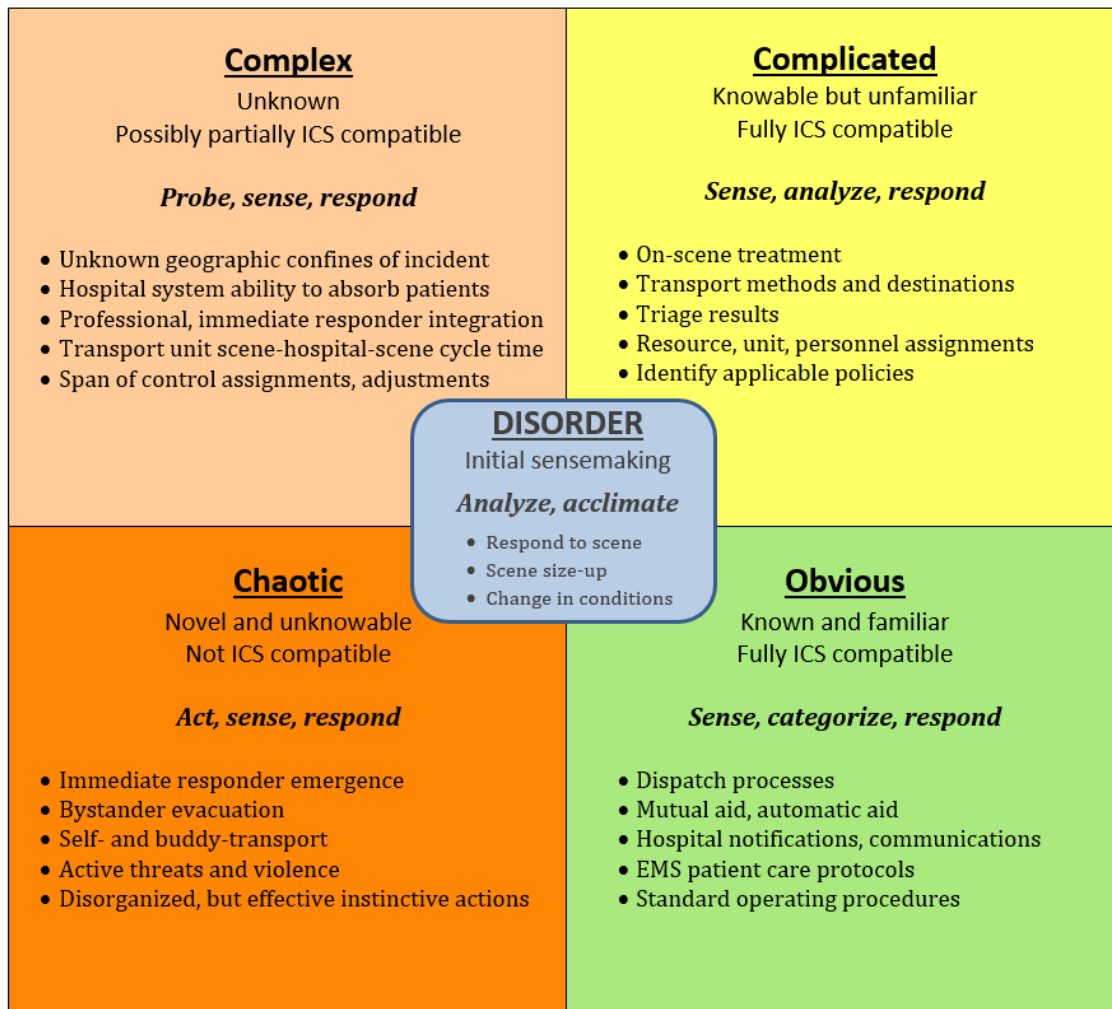 Complex
Unknown
Possibly partially ICS compatible
Probe, sense, respond
• Unknown geographic confines of incident
• Hospital system ability to absorb patients
• Professional, immediate responder integration
• Transport unit scene-hospital-scene cycle time
• Span of control assignments, adjustments
Complicated
Knowable but unfamiliar
Fully ICS compatible
Sense, analyze, respond
• On-scene treatment
• Transport methods and destinations
• Triage results
• Resource, unit, personnel assignments
• Identify applicable policies
DISORDER
Initial sensemaking
Analyze, acclimate
• Respond to scene
• Scene size-up
• Change in conditions
Chaotic
Novel and unknowable
Not ICS compatible
Act, sense, respond
• Immediate responder emergence
• Bystander evacuation
• Self- and buddy-transport
• Active threats and violence
• Disorganized, but effective instinctive actions
Obvious
Known and familiar
Fully ICS compatible
Sense, categorize, respond
• Dispatch processes
• Mutual aid, automatic aid
• Hospital notifications, communications
• EMS patient care protocols
• Standard operating procedures